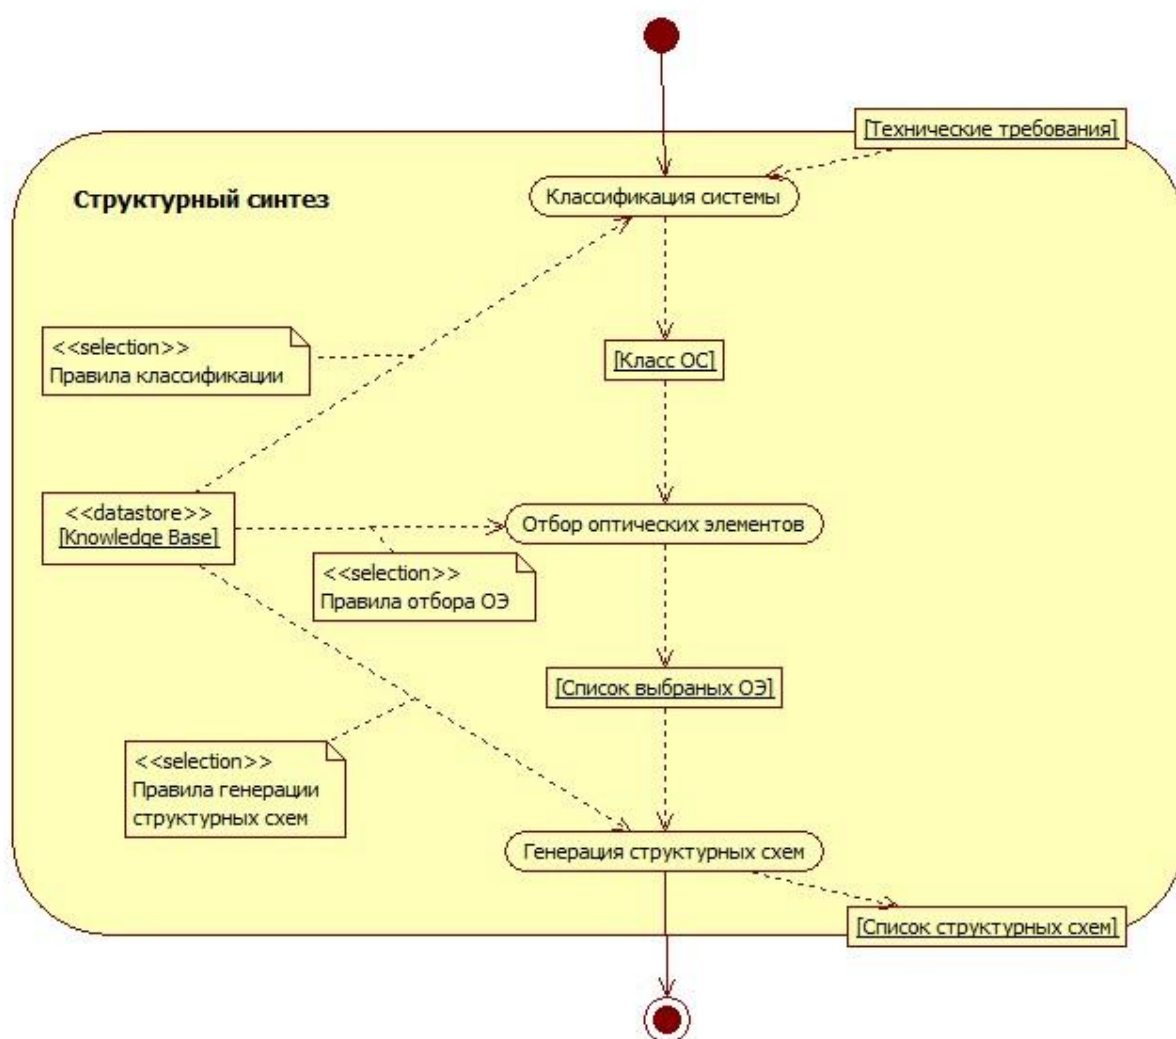 [Технические требования]
Структурный синтез
Классификация системы
<<selection>>
Правила классификации
[Класс ОС]
<<datastore>>
[Knowledge Base]
Отбор оптических элементов
<<selection>>
Правила отбора ОЭ
[Список выбраных ОЭ]
<<selection>>
Правила генерации
структурных схем
Генерация структурных схем
[Список структурных схем]